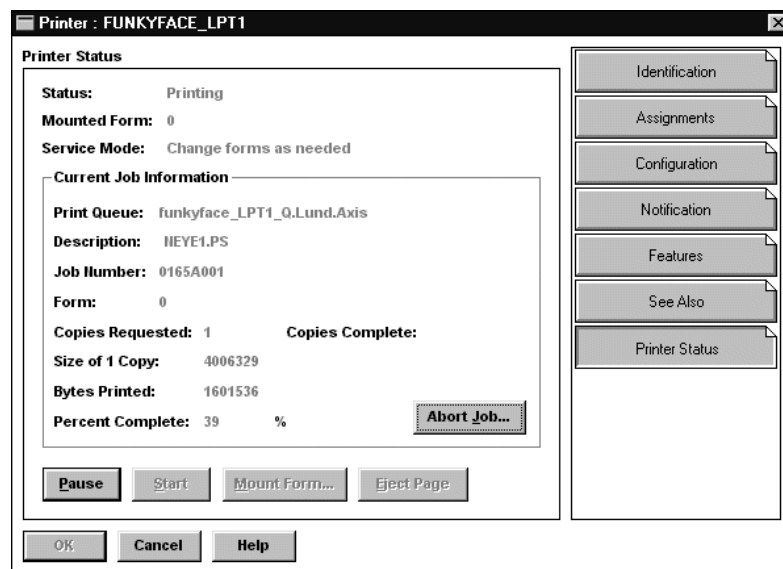 Printer : FUNKYFACE_LPT1
Printer Status
Status: Printing
Mounted Form: 0
Service Mode: Change forms as needed
Current Job Information
Print Queue: funkyface_LPT1_Q.Lund.Axis
Description: NEYE1.PS
Job Number: 0165A001
Form: 0
Copies Requested: 1 Copies Complete:
Size of 1 Copy: 4006329
Bytes Printed: 1601536
Percent Complete: 39 %
Abort Job...
Pause Start Mount Form... Eject Page
OK Cancel Help
Identification
Assignments
Configuration
Notification
Features
See Also
Printer Status